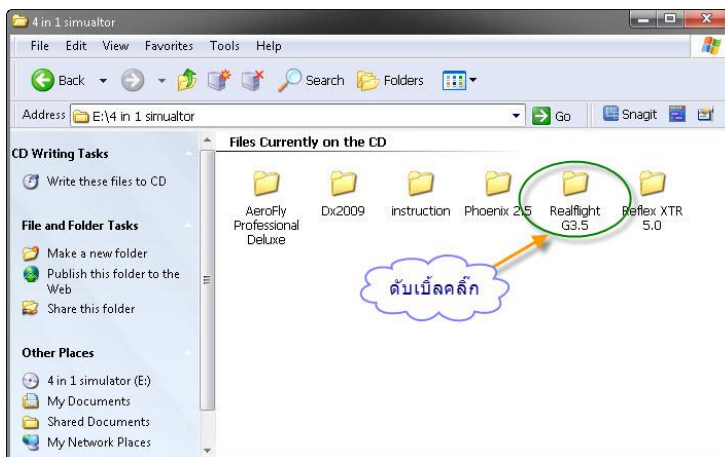 4 in 1 simualtor
File Edit View Favorites Tools Help
Back Search Folders
Address E:\4 in 1 simualtor Go Snagit
CD Writing Tasks
Write these files to CD
File and Folder Tasks
Make a new folder
Publish this folder to the
Web
Share this folder
Other Places
4 in 1 simulator (E:)
My Documents
Shared Documents
My Network Places
Files Currently on the CD
AeroFly
Professional
Deluxe
Dx2009
instruction
Phoenix 2.5
Realflight
G3.5
Reflex XTR
5.0
ดับเบิ้ลคลิ๊ก